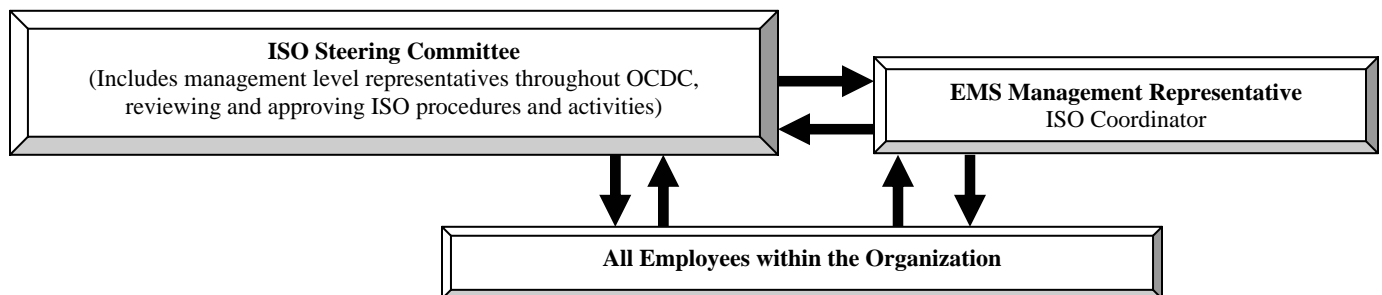 ISO Steering Committee
(Includes management level representatives throughout OCDC,
reviewing and approving ISO procedures and activities)
EMS Management Representative
ISO Coordinator
All Employees within the Organization